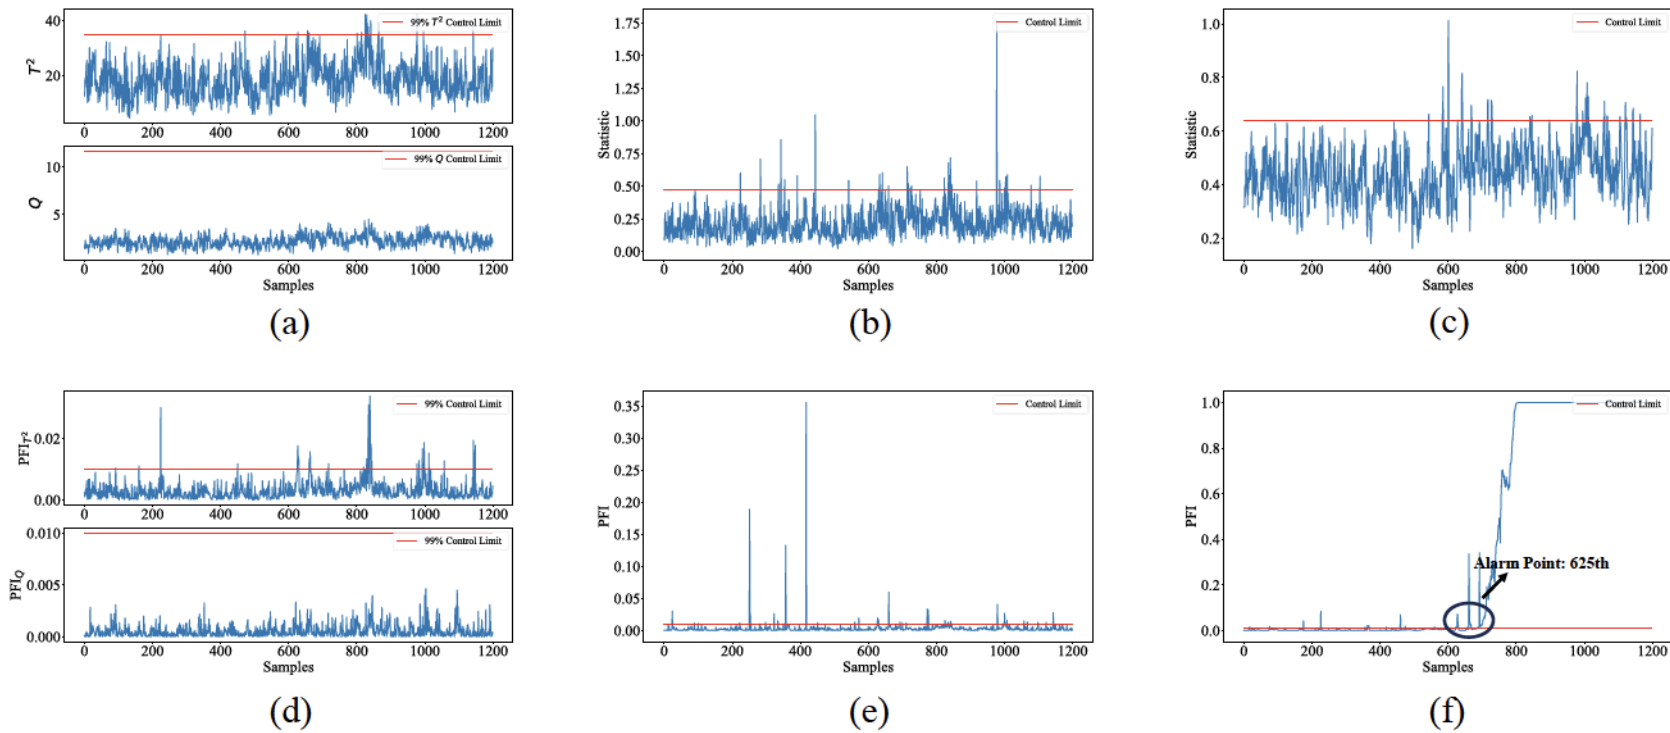 40
20
T²
99% T² Control Limit
0 200 400 600 800 1000 1200
10
5
Q
99% Q Control Limit
0 200 400 600 800 1000 1200
Samples
(a)
1.75
1.50
1.25
1.00
0.75
0.50
0.25
0.00
Statistic
Control Limit
0 200 400 600 800 1000 1200
Samples
(b)
1.0
0.8
0.6
0.4
0.2
Statistic
Control Limit
0 200 400 600 800 1000 1200
Samples
(c)
0.02
0.00
PFI_T²
99% Control Limit
0 200 400 600 800 1000 1200
0.010
0.005
0.000
PFI_Q
99% Control Limit
0 200 400 600 800 1000 1200
Samples
(d)
0.35
0.30
0.25
0.20
0.15
0.10
0.05
0.00
PFI
Control Limit
0 200 400 600 800 1000 1200
Samples
(e)
1.0
0.8
0.6
0.4
0.2
0.0
PFI
Control Limit
Alarm Point: 625th
0 200 400 600 800 1000 1200
Samples
(f)